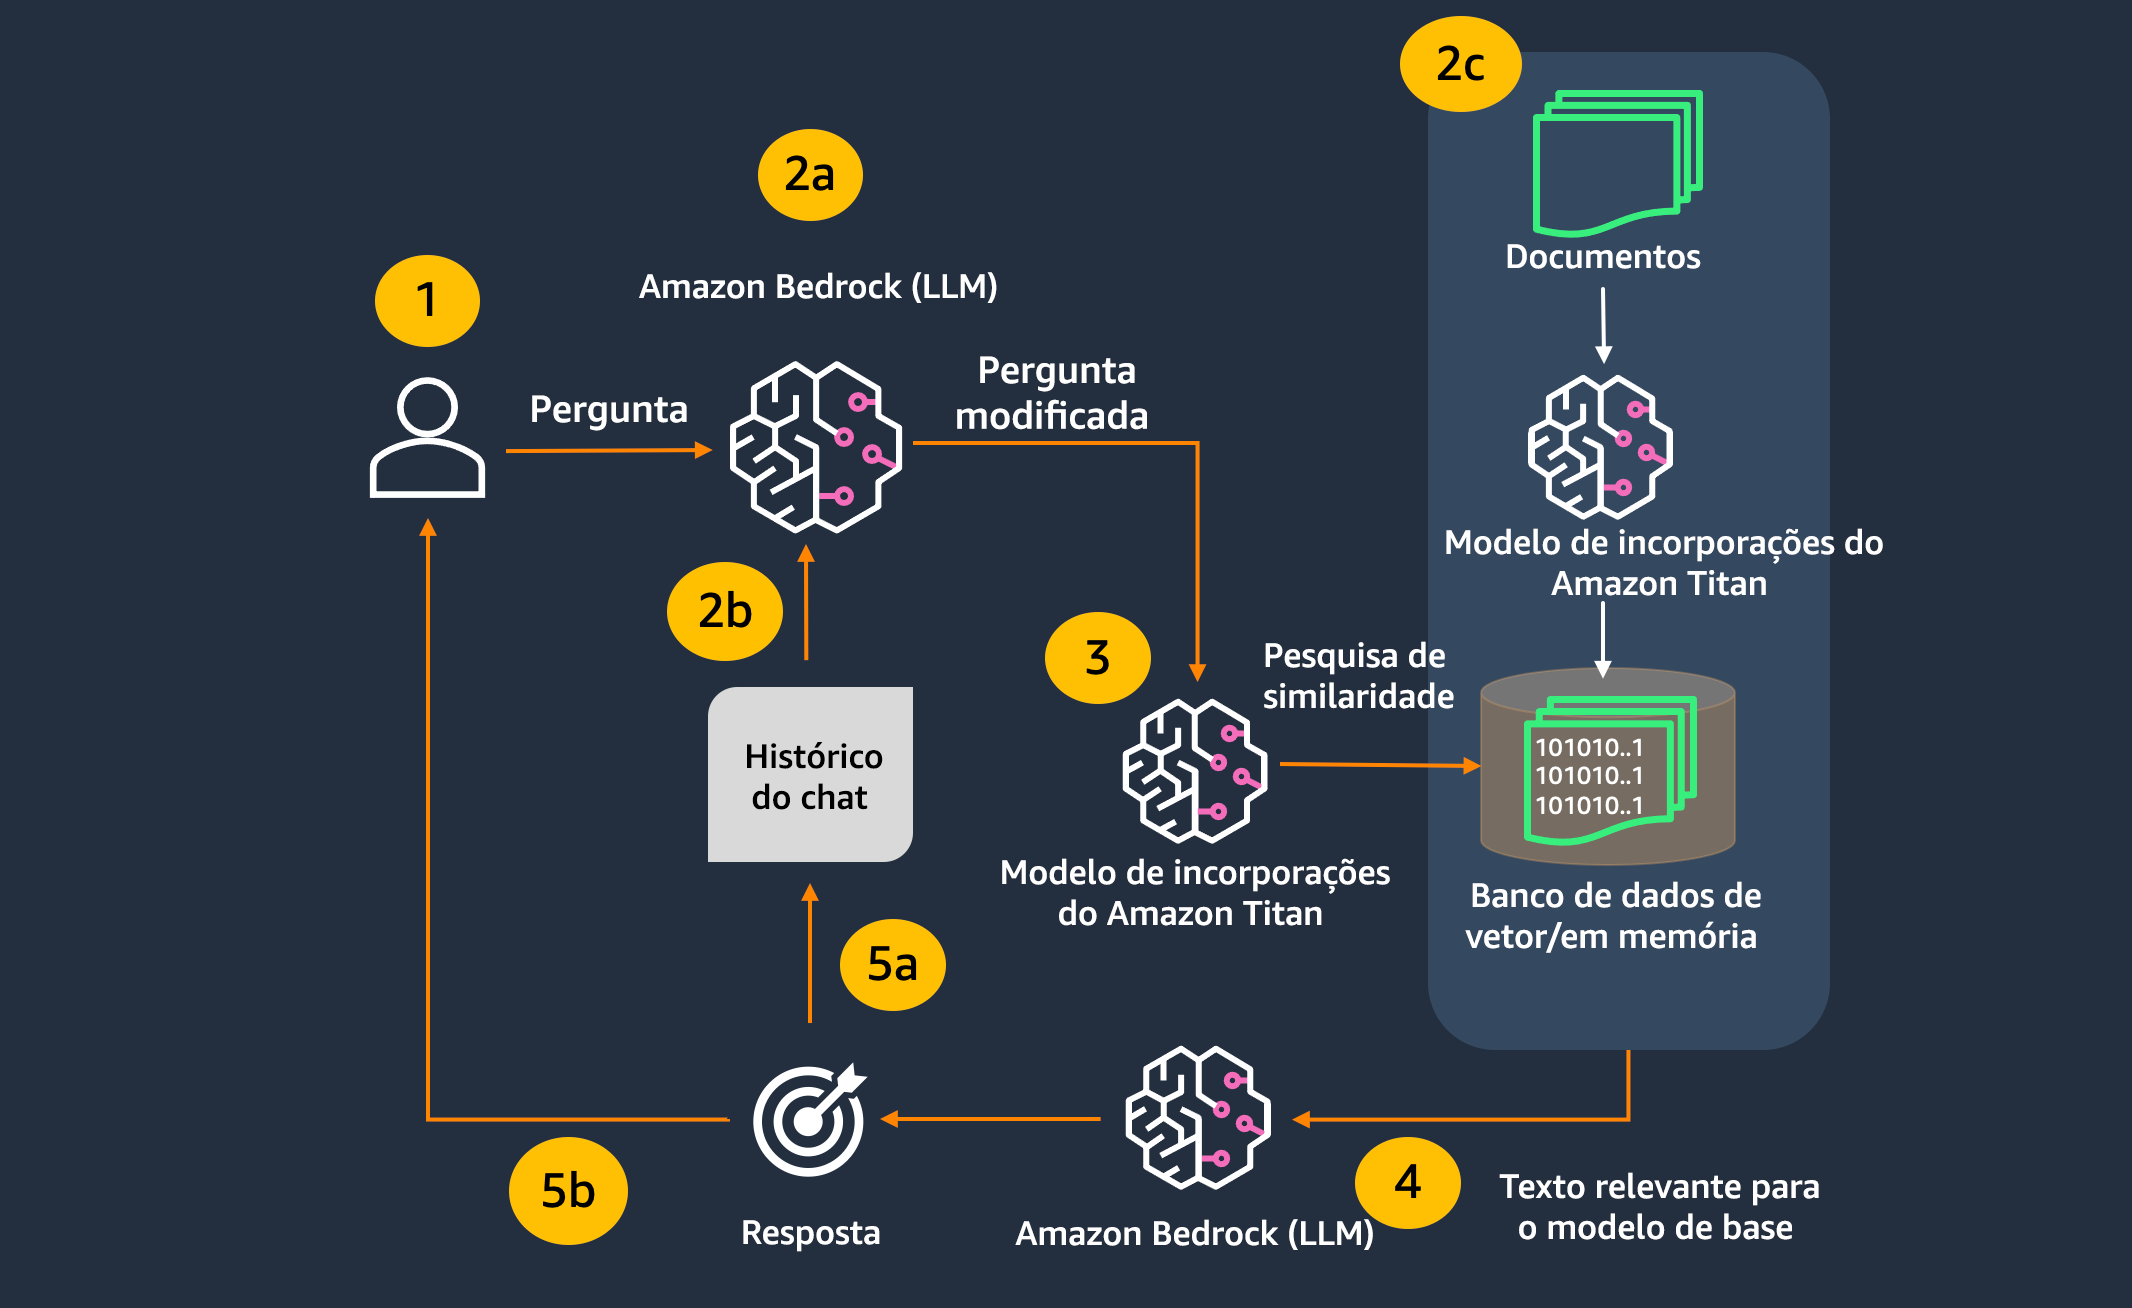 2c
2a
Documentos
1
Amazon Bedrock (LLM)
Pergunta
Pergunta
modificada
Modelo de incorporações do
Amazon Titan
2b
3
Pesquisa de
similaridade
Histórico
do chat
101010..1
101010..1
101010..1
Modelo de incorporações
do Amazon Titan
Banco de dados de
vetor/em memória
5a
5b
4
Resposta
Amazon Bedrock (LLM)
Texto relevante para
o modelo de base